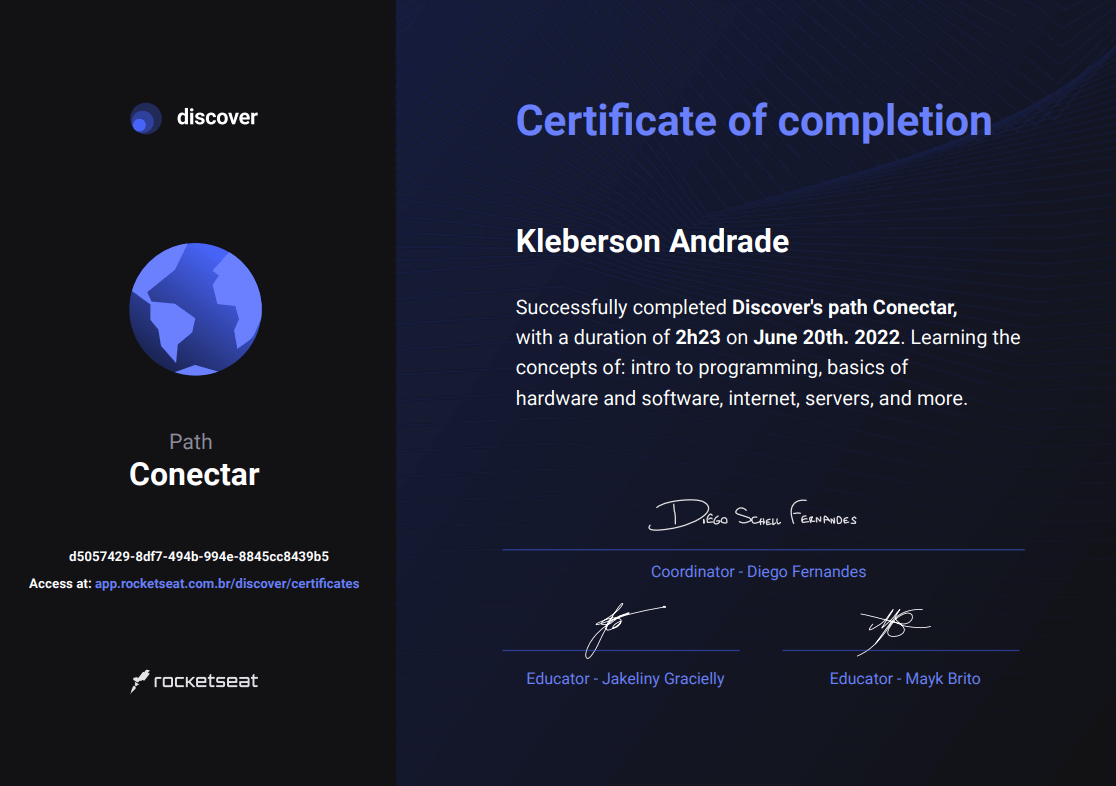 discover
Path
Conectar
d5057429-8df7-494b-994e-8845cc8439b5
Access at: app.rocketseat.com.br/discover/certificates
rocketseat
Certificate of completion
Kleberson Andrade
Successfully completed Discover's path Conectar,
with a duration of 2h23 on June 20th. 2022. Learning the
concepts of: intro to programming, basics of
hardware and software, internet, servers, and more.
Diego Schell Fernandes
Coordinator - Diego Fernandes
Educator - Jakeliny Gracielly
Educator - Mayk Brito